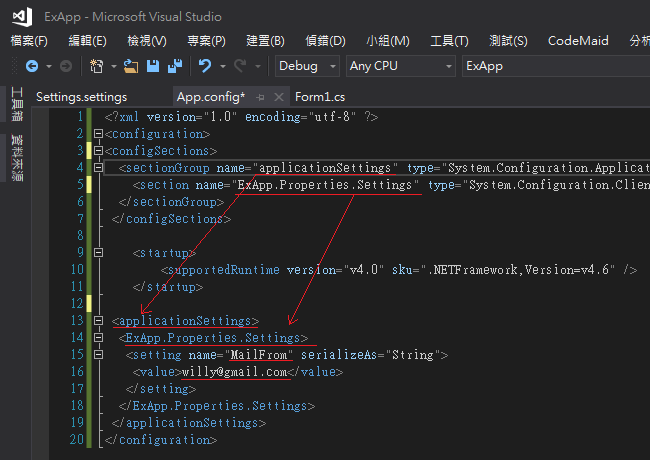 ExApp - Microsoft Visual Studio
檔案(F) 編輯(E) 檢視(V) 專案(P) 建置(B) 偵錯(D) 小組(M) 工具(T) 測試(S) CodeMaid 分析
Debug Any CPU ExApp
工具箱
資料來源
Settings.settings App.config* Form1.cs
1 <?xml version="1.0" encoding="utf-8" ?>
2 <configuration>
3 <configSections>
4 <sectionGroup name="applicationSettings" type="System.Configuration.Applica
5 <section name="ExApp.Properties.Settings" type="System.Configuration.Clien
6 </sectionGroup>
7 </configSections>
8
9 <startup>
10 <supportedRuntime version="v4.0" sku=".NETFramework,Version=v4.6" />
11 </startup>
12
13 <applicationSettings>
14 <ExApp.Properties.Settings>
15 <setting name="MailFrom" serializeAs="String">
16 <value>willy@gmail.com</value>
17 </setting>
18 </ExApp.Properties.Settings>
19 </applicationSettings>
20 </configuration>